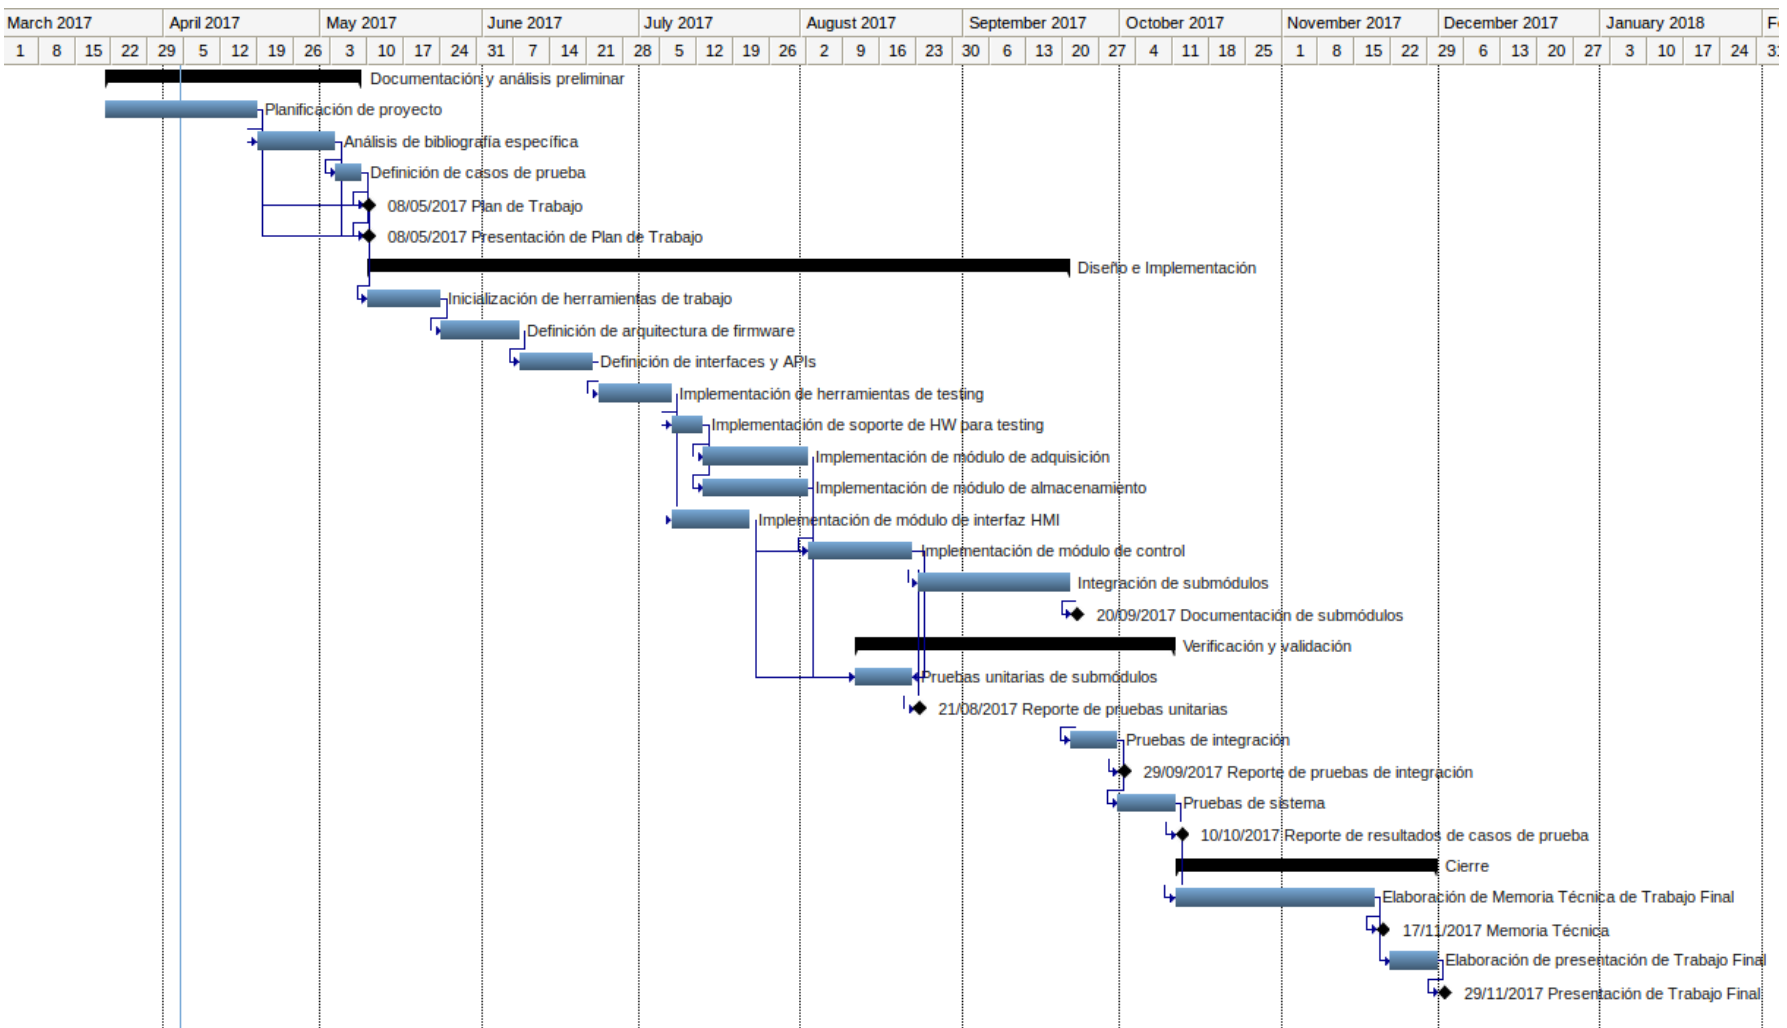 March 2017 April 2017 May 2017 June 2017 July 2017 August 2017 September 2017 October 2017 November 2017 December 2017 January 2018 F
1 8 15 22 29 5 12 19 26 3 10 17 24 31 7 14 21 28 5 12 19 26 2 9 16 23 30 6 13 20 27 4 11 18 25 1 8 15 22 29 6 13 20 27 3 10 17 24 31
Documentación y análisis preliminar
Planificación de proyecto
Análisis de bibliografía específica
Definición de casos de prueba
08/05/2017 Plan de Trabajo
08/05/2017 Presentación de Plan de Trabajo
Diseño e Implementación
Inicialización de herramientas de trabajo
Definición de arquitectura de firmware
Definición de interfaces y APIs
Implementación de herramientas de testing
Implementación de soporte de HW para testing
Implementación de módulo de adquisición
Implementación de módulo de almacenamiento
Implementación de módulo de interfaz HMI
Implementación de módulo de control
Integración de submódulos
20/09/2017 Documentación de submódulos
Verificación y validación
Pruebas unitarias de submódulos
21/08/2017 Reporte de pruebas unitarias
Pruebas de integración
29/09/2017 Reporte de pruebas de integración
Pruebas de sistema
10/10/2017 Reporte de resultados de casos de prueba
Cierre
Elaboración de Memoria Técnica de Trabajo Final
17/11/2017 Memoria Técnica
Elaboración de presentación de Trabajo Final
29/11/2017 Presentación de Trabajo Final